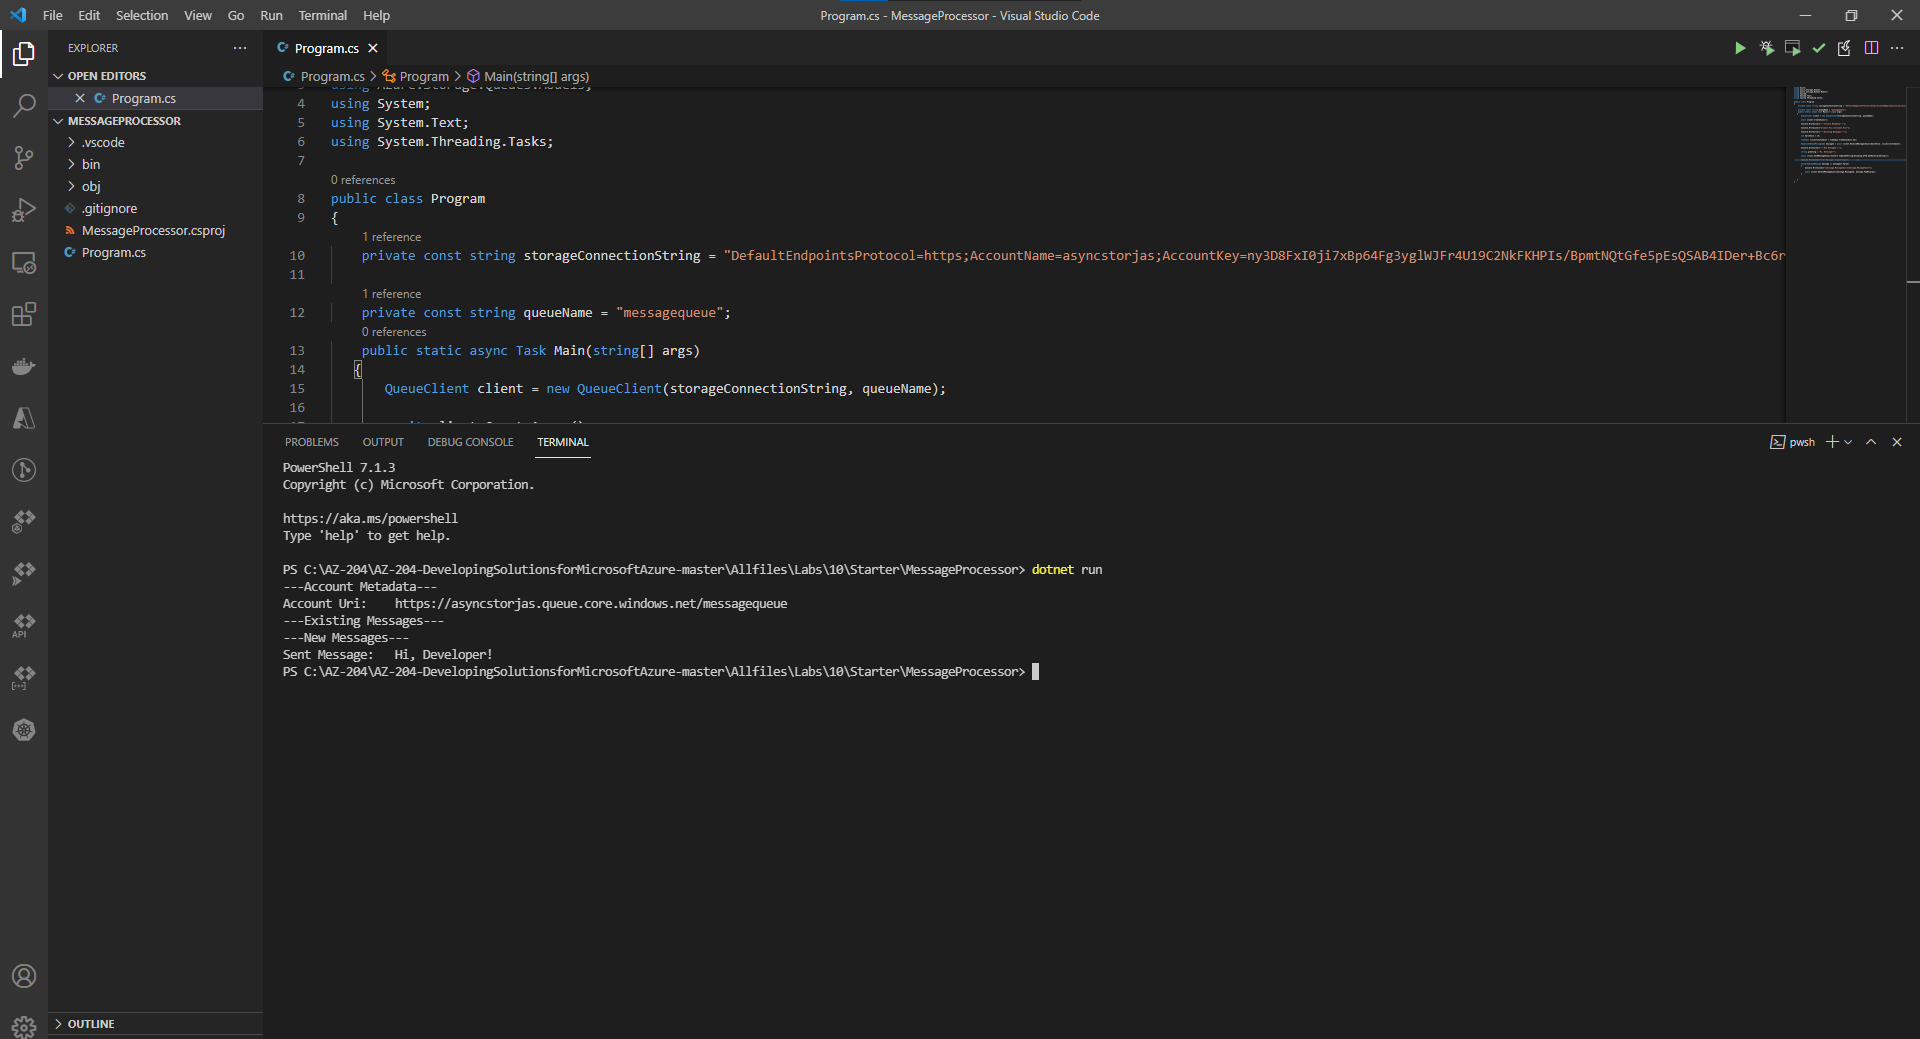 File Edit Selection View Go Run Terminal Help
Program.cs - MessageProcessor - Visual Studio Code
EXPLORER
OPEN EDITORS
Program.cs
MESSAGEPROCESSOR
.vscode
bin
obj
.gitignore
MessageProcessor.csproj
Program.cs
OUTLINE
API
Program.cs
Program.cs > Program > Main(string[] args)
4 using System;
5 using System.Text;
6 using System.Threading.Tasks;
7
0 references
8 public class Program
9 {
1 reference
10 private const string storageConnectionString = "DefaultEndpointsProtocol=https;AccountName=asyncstorjas;AccountKey=ny3D8FxI0ji7xBp64Fg3yglWJFr4U19C2NkFKHPIs/BpmtNQtGfe5pEsQSAB4IDer+Bc6r
11
1 reference
12 private const string queueName = "messagequeue";
0 references
13 public static async Task Main(string[] args)
14 {
15 QueueClient client = new QueueClient(storageConnectionString, queueName);
16
PROBLEMS OUTPUT DEBUG CONSOLE TERMINAL
pwsh
PowerShell 7.1.3
Copyright (c) Microsoft Corporation.
https://aka.ms/powershell
Type 'help' to get help.
PS C:\AZ-204\AZ-204-DevelopingSolutionsforMicrosoftAzure-master\Allfiles\Labs\10\Starter\MessageProcessor> dotnet run
---Account Metadata---
Account Uri: https://asyncstorjas.queue.core.windows.net/messagequeue
---Existing Messages---
---New Messages---
Sent Message: Hi, Developer!
PS C:\AZ-204\AZ-204-DevelopingSolutionsforMicrosoftAzure-master\Allfiles\Labs\10\Starter\MessageProcessor>